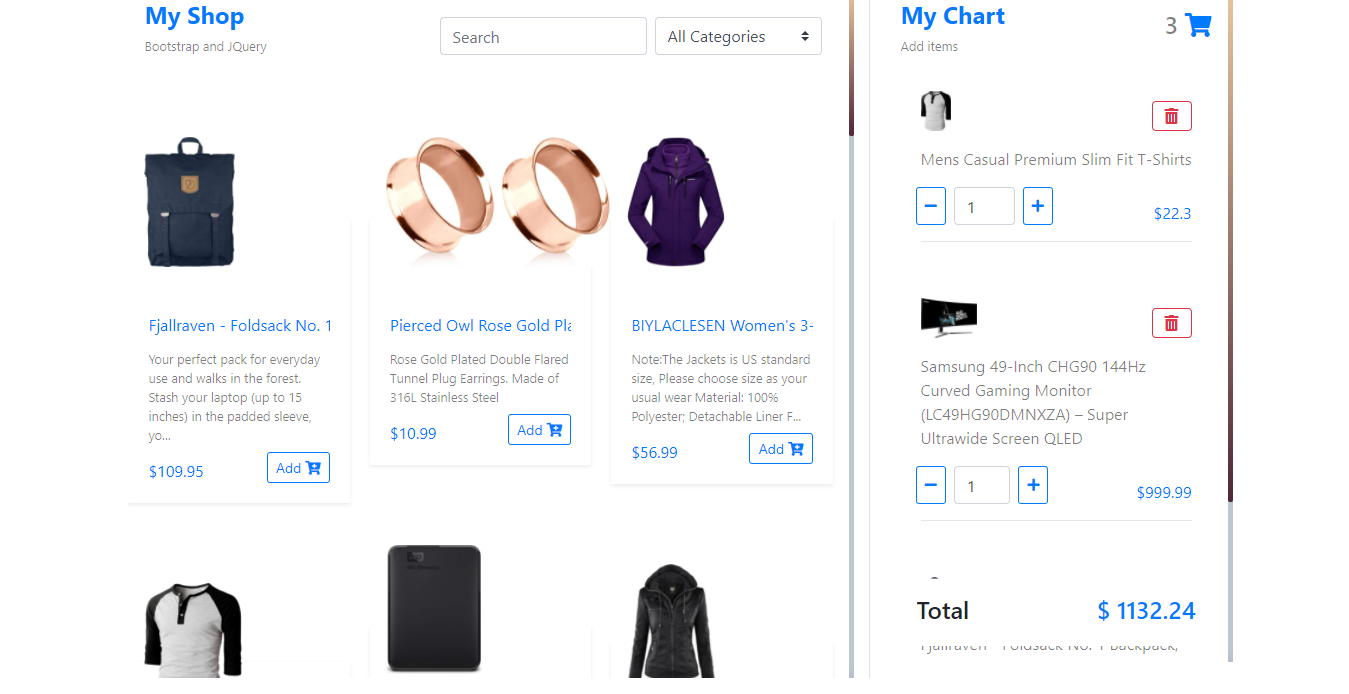 My Shop
Bootstrap and JQuery
Search
All Categories
Fjallraven - Foldsack No. 1
Your perfect pack for everyday
use and walks in the forest.
Stash your laptop (up to 15
inches) in the padded sleeve,
yo...
$109.95
Add
Pierced Owl Rose Gold Pla
Rose Gold Plated Double Flared
Tunnel Plug Earrings. Made of
316L Stainless Steel
$10.99
Add
BIYLACLESEN Women's 3-
Note:The Jackets is US standard
size, Please choose size as your
usual wear Material: 100%
Polyester; Detachable Liner F...
$56.99
Add
My Chart
Add items
3
Mens Casual Premium Slim Fit T-Shirts
1
$22.3
Samsung 49-Inch CHG90 144Hz
Curved Gaming Monitor
(LC49HG90DMNXZA) – Super
Ultrawide Screen QLED
1
$999.99
Total
$ 1132.24
Fjallraven - Foldsack No. 1 Backpack,